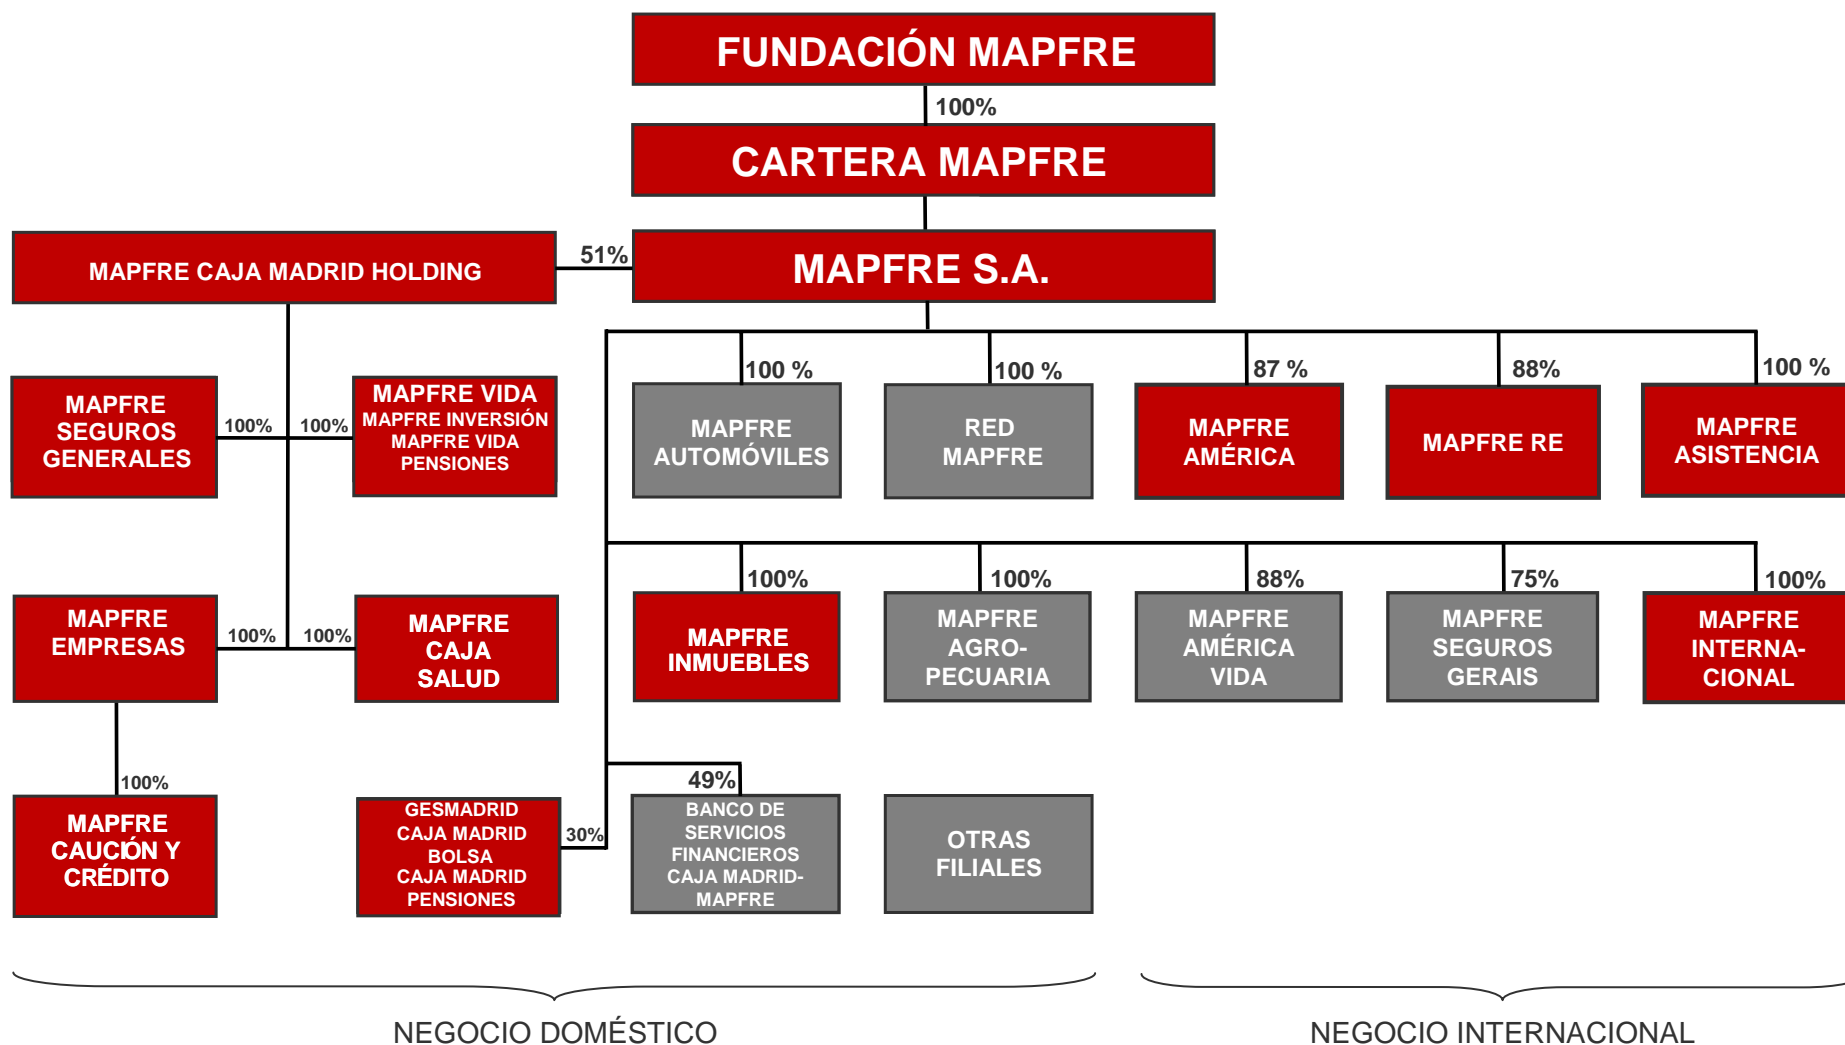 FUNDACIÓN MAPFRE
100%
CARTERA MAPFRE
MAPFRE CAJA MADRID HOLDING
51%
MAPFRE S.A.
MAPFRE
SEGUROS
GENERALES
100%
100%
MAPFRE VIDA
MAPFRE INVERSIÓN
MAPFRE VIDA
PENSIONES
100 %
MAPFRE
AUTOMÓVILES
100 %
RED
MAPFRE
87 %
MAPFRE
AMÉRICA
88%
MAPFRE RE
100 %
MAPFRE
ASISTENCIA
MAPFRE
EMPRESAS
100%
100%
MAPFRE
CAJA
SALUD
100%
MAPFRE
INMUEBLES
100%
MAPFRE
AGRO-
PECUARIA
88%
MAPFRE
AMÉRICA
VIDA
75%
MAPFRE
SEGUROS
GERAIS
100%
MAPFRE
INTERNA-
CIONAL
100%
MAPFRE
CAUCIÓN Y
CRÉDITO
GESMADRID
CAJA MADRID
BOLSA
CAJA MADRID
PENSIONES
30%
49%
BANCO DE
SERVICIOS
FINANCIEROS
CAJA MADRID-
MAPFRE
OTRAS
FILIALES
NEGOCIO DOMÉSTICO
NEGOCIO INTERNACIONAL